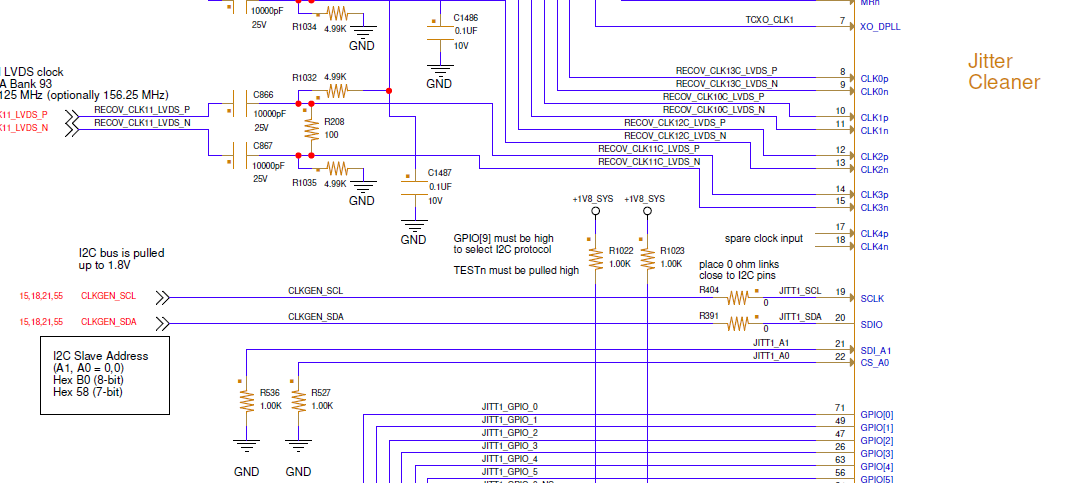 10000pF
25V
R1034 4.99K
GND
C1486
0.1UF
10V
GND
TCXO_CLK1
7
XO_DPLL
Jitter
Cleaner
LVDS clock
A Bank 93
125 MHz (optionally 156.25 MHz)
K11_LVDS_P
RECOV_CLK11_LVDS_P
K11_LVDS_N
RECOV_CLK11_LVDS_N
C866
10000pF
25V
R1032 4.99K
R208
100
C867
10000pF
25V
R1035 4.99K
GND
C1487
0.1UF
10V
GND
RECOV_CLK13C_LVDS_P
8
CLK0p
RECOV_CLK13C_LVDS_N
9
CLK0n
RECOV_CLK10C_LVDS_P
10
CLK1p
RECOV_CLK10C_LVDS_N
11
CLK1n
RECOV_CLK12C_LVDS_P
12
CLK2p
RECOV_CLK12C_LVDS_N
13
CLK2n
RECOV_CLK11C_LVDS_P
14
CLK3p
RECOV_CLK11C_LVDS_N
15
CLK3n
+1V8_SYS +1V8_SYS
spare clock input
17
CLK4p
18
CLK4n
GPIO[9] must be high
to select I2C protocol
TESTn must be pulled high
R1022
1.00K
R1023
1.00K
place 0 ohm links
close to I2C pins
I2C bus is pulled
up to 1.8V
15,18,21,55 CLKGEN_SCL
CLKGEN_SCL
R404
0
JITT1_SCL
19
SCLK
15,18,21,55 CLKGEN_SDA
CLKGEN_SDA
R391
0
JITT1_SDA
20
SDIO
I2C Slave Address
(A1, A0 = 0,0)
Hex B0 (8-bit)
Hex 58 (7-bit)
JITT1_A1
21
SDI_A1
JITT1_A0
22
CS_A0
R536
1.00K
R527
1.00K
GND
GND
JITT1_GPIO_0
71
GPIO[0]
JITT1_GPIO_1
49
GPIO[1]
JITT1_GPIO_2
47
GPIO[2]
JITT1_GPIO_3
26
GPIO[3]
JITT1_GPIO_4
63
GPIO[4]
JITT1_GPIO_5
56
GPIO[5]